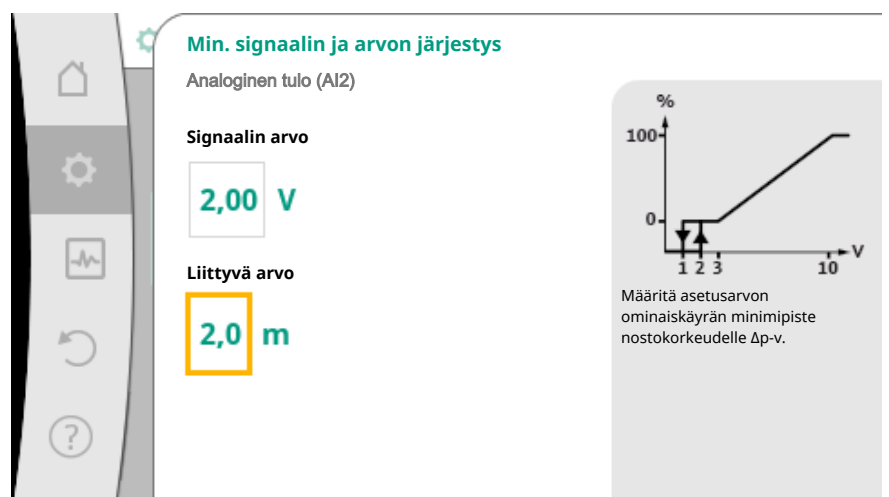 Min. signaalin ja arvon järjestys
Analoginen tulo (AI2)
Signaalin arvo
2,00 V
Liittyvä arvo
2,0 m
%
100
0
1 2 3 10 V
Määritä asetusarvon
ominaiskäyrän minimipiste
nostokorkeudelle Δp-v.
?